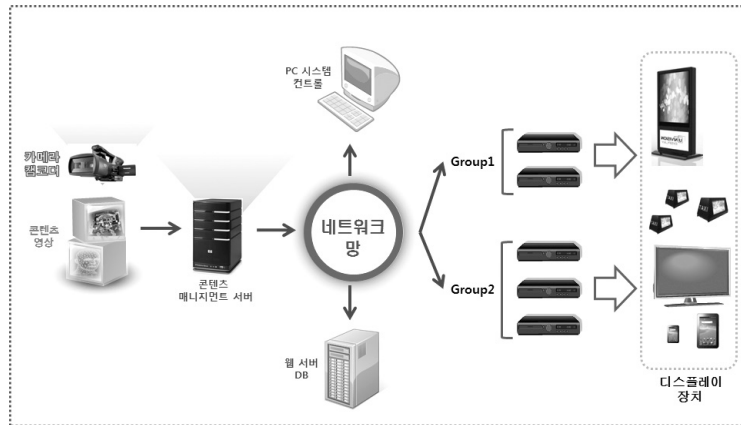 PC 시스템
컨트롤
카메라
캠코더
콘텐츠
영상
콘텐츠
매니지먼트 서버
네트워크
망
웹 서버
DB
Group1
Group2
디스플레이
장치